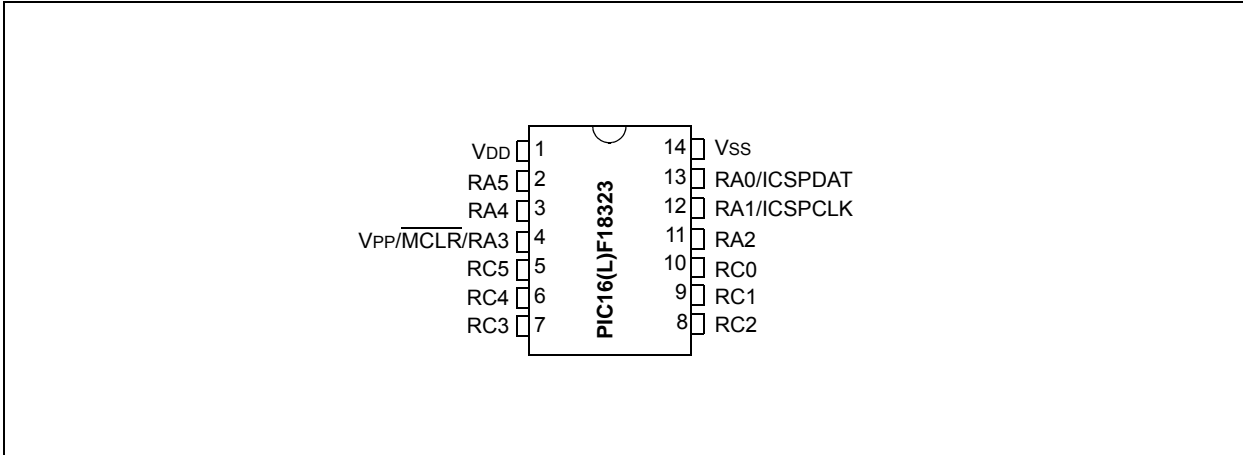 VDD 1 14 VSS
RA5 2 13 RA0/ICSPDAT
RA4 3 12 RA1/ICSPCLK
VPP/MCLR/RA3 4 11 RA2
RC5 5 10 RC0
RC4 6 9 RC1
RC3 7 8 RC2
PIC16(L)F18323